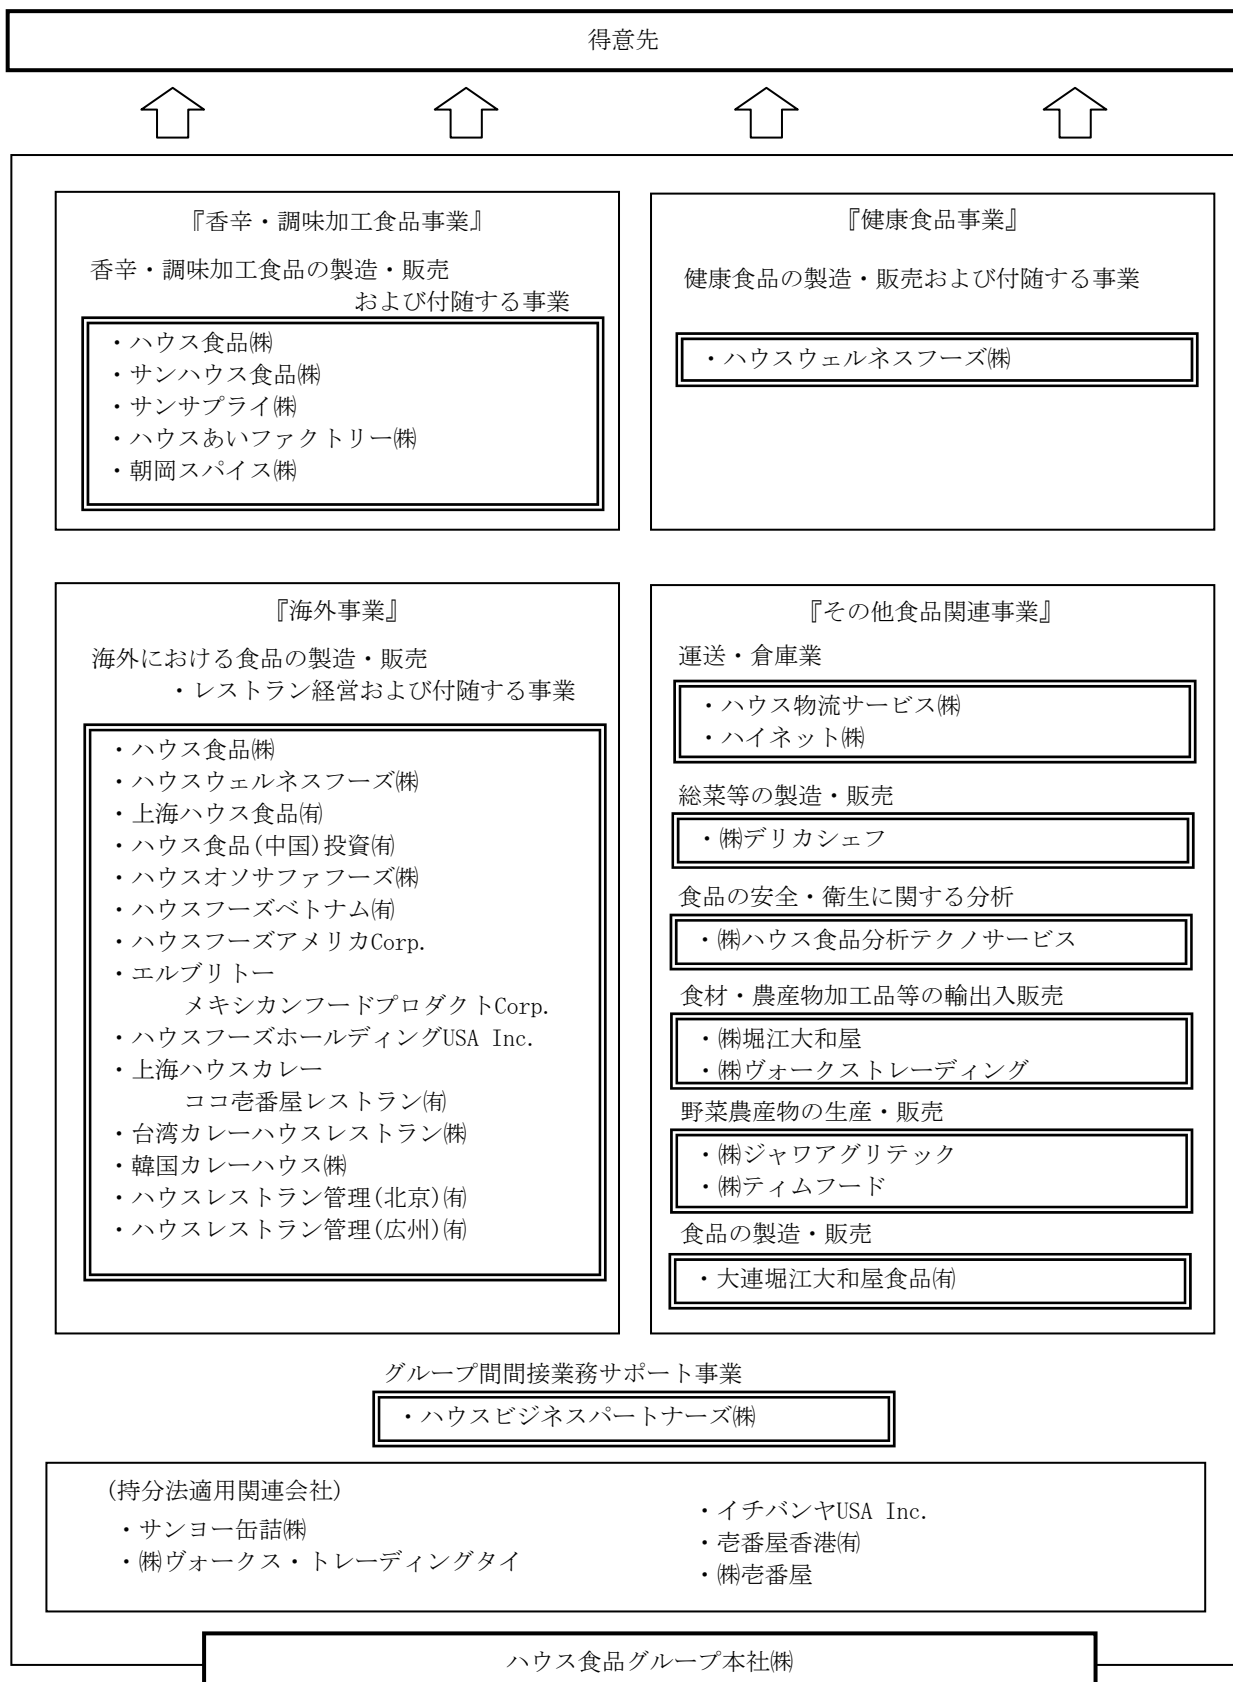 得意先
『香辛・調味加工食品事業』
香辛・調味加工食品の製造・販売
および付随する事業
・ハウス食品㈱
・サンハウス食品㈱
・サンサプライ㈱
・ハウスあいファクトリー㈱
・朝岡スパイス㈱
『健康食品事業』
健康食品の製造・販売および付随する事業
・ハウスウェルネスフーズ㈱
『海外事業』
海外における食品の製造・販売
・レストラン経営および付随する事業
・ハウス食品㈱
・ハウスウェルネスフーズ㈱
・上海ハウス食品㈲
・ハウス食品(中国)投資㈲
・ハウスオソサファフーズ㈱
・ハウスフーズベトナム㈲
・ハウスフーズアメリカCorp.
・エルブリトー
メキシカンフードプロダクトCorp.
・ハウスフーズホールディングUSA Inc.
・上海ハウスカレー
ココ壱番屋レストラン㈲
・台湾カレーハウスレストラン㈱
・韓国カレーハウス㈱
・ハウスレストラン管理(北京)㈲
・ハウスレストラン管理(広州)㈲
『その他食品関連事業』
運送・倉庫業
・ハウス物流サービス㈱
・ハイネット㈱
総菜等の製造・販売
・㈱デリカシェフ
食品の安全・衛生に関する分析
・㈱ハウス食品分析テクノサービス
食材・農産物加工品等の輸出入販売
・㈱堀江大和屋
・㈱ヴォークストレーディング
野菜農産物の生産・販売
・㈱ジャワアグリテック
・㈱ティムフード
食品の製造・販売
・大連堀江大和屋食品㈲
グループ間間接業務サポート事業
・ハウスビジネスパートナーズ㈱
(持分法適用関連会社)
・サンヨー缶詰㈱
・㈱ヴォークス・トレーディングタイ
・イチバンヤUSA Inc.
・壱番屋香港㈲
・㈱壱番屋
ハウス食品グループ本社㈱